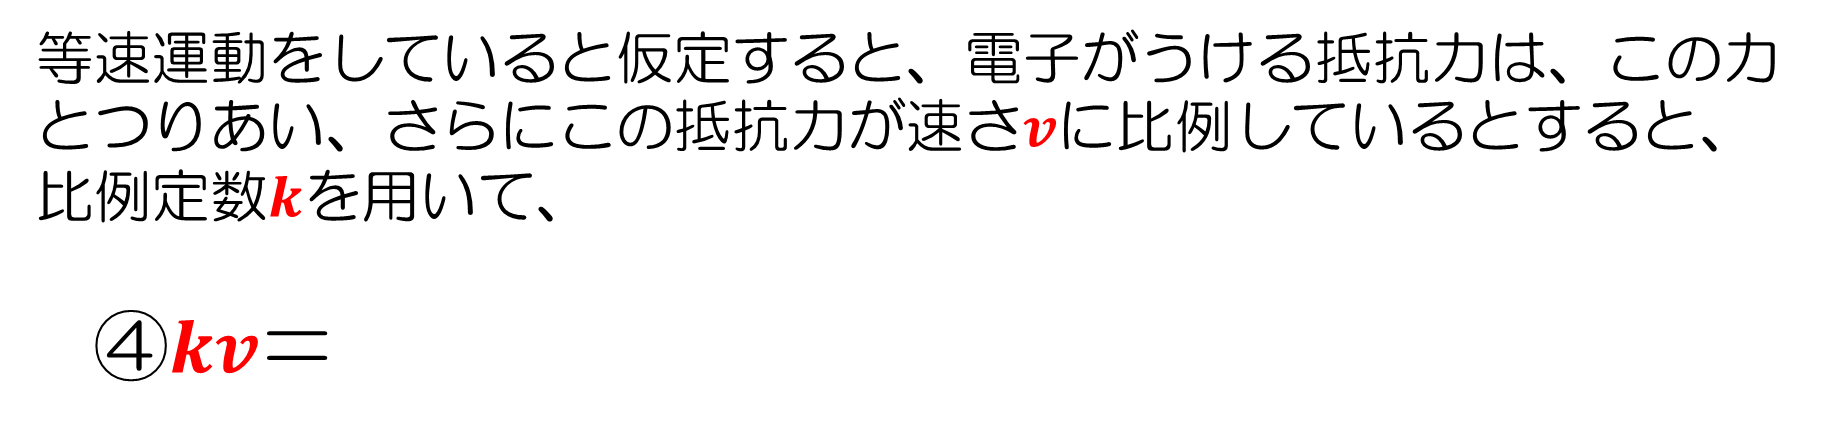 等速運動をしていると仮定すると、電子がうける抵抗力は、この力
とつりあい、さらにこの抵抗力が速さvに比例しているとすると、
比例定数kを用いて、
④kv＝